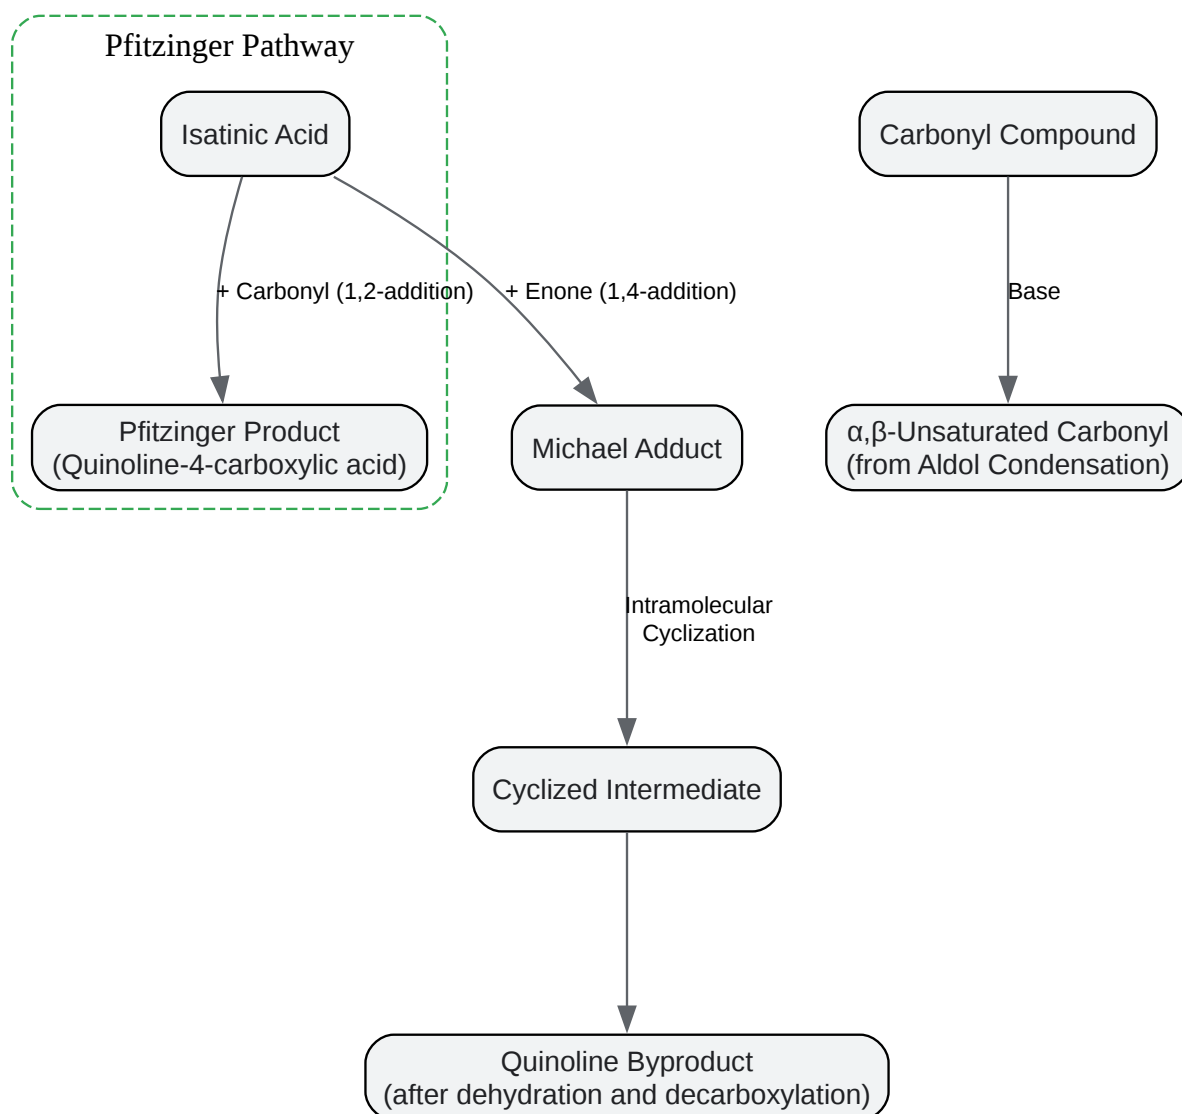 Pfitzinger Pathway
Isatinic Acid
Carbonyl Compound
+ Carbonyl (1,2-addition)
+ Enone (1,4-addition)
Base
Pfitzinger Product
(Quinoline-4-carboxylic acid)
Michael Adduct
α,β-Unsaturated Carbonyl
(from Aldol Condensation)
Intramolecular
Cyclization
Cyclized Intermediate
Quinoline Byproduct
(after dehydration and decarboxylation)